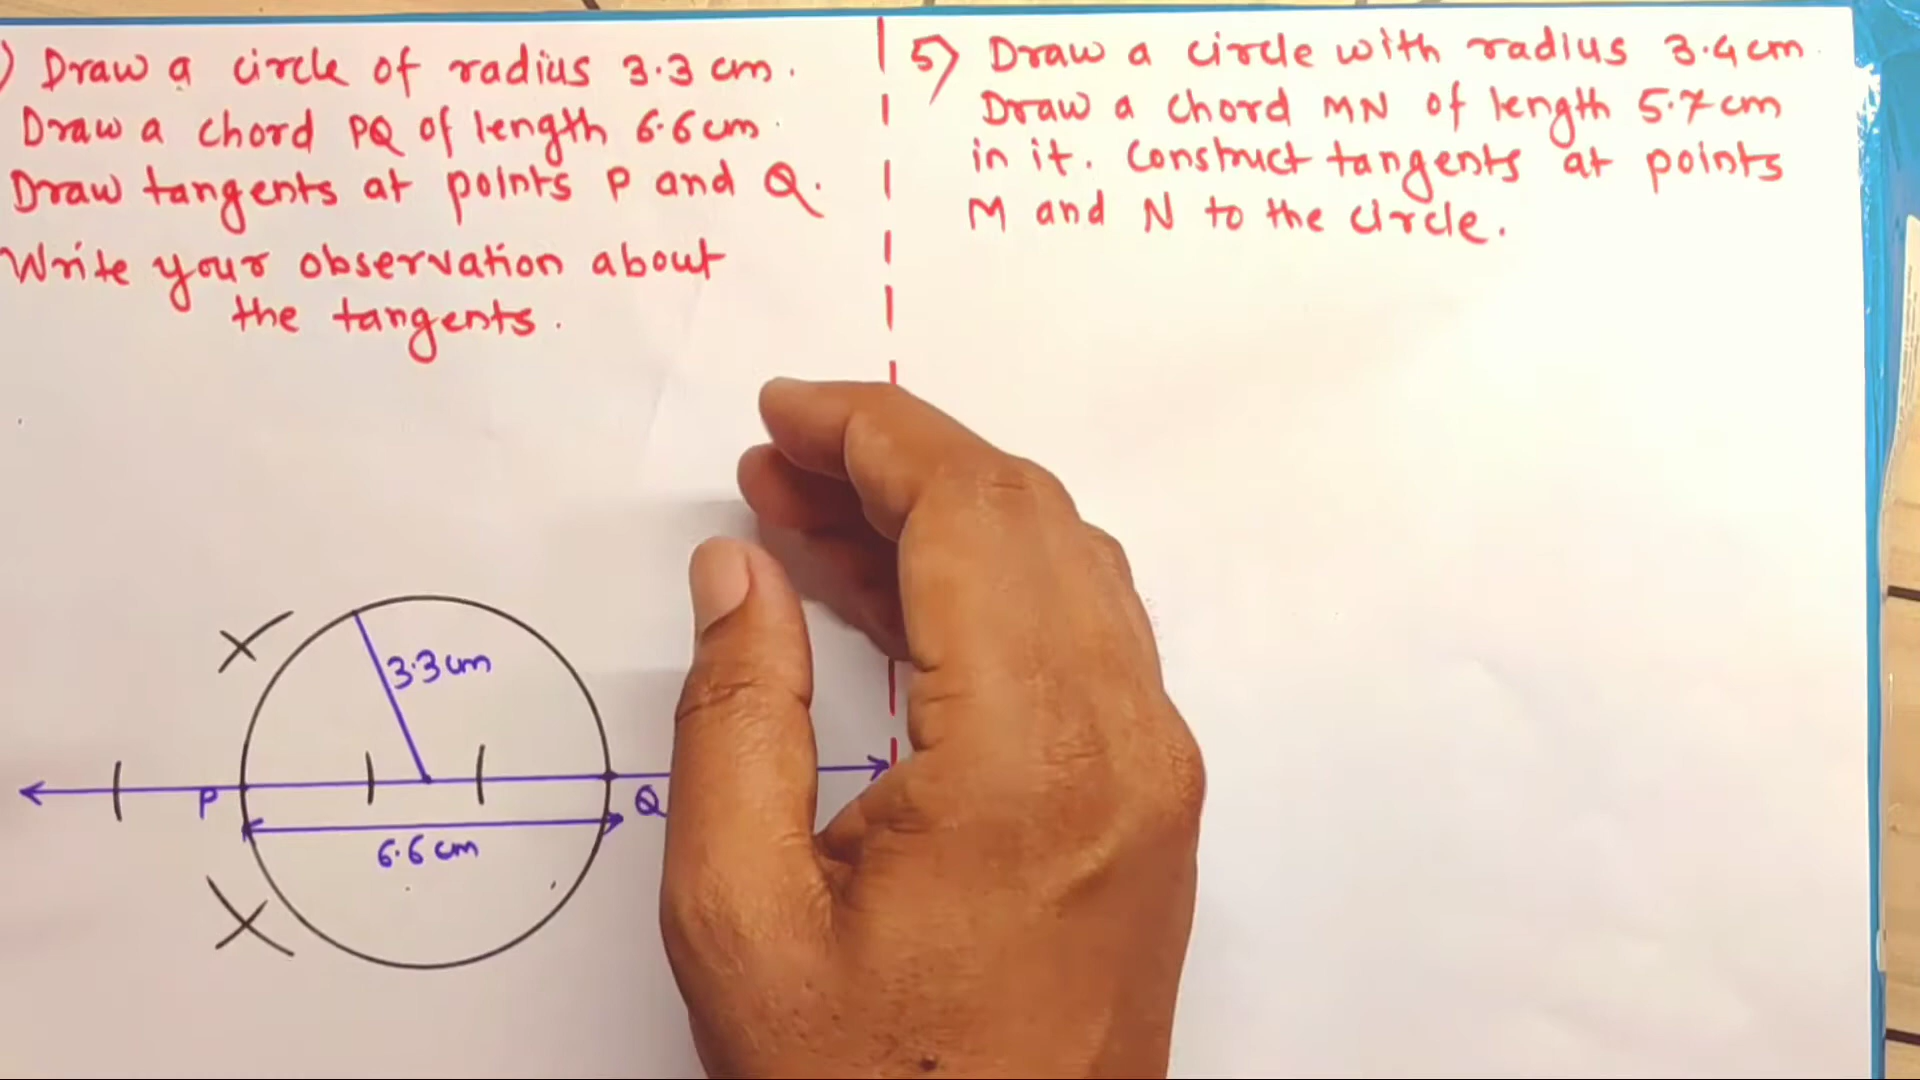 ) Draw a circle of radius 3.3 cm.
Draw a chord PQ of length 6.6 cm.
Draw tangents at points P and Q.
Write your observation about
the tangents.
5) Draw a circle with radius 3.4 cm
Draw a chord MN of length 5.7 cm
in it. Construct tangents at points
M and N to the circle.
3.3 cm
P
Q
6.6 cm